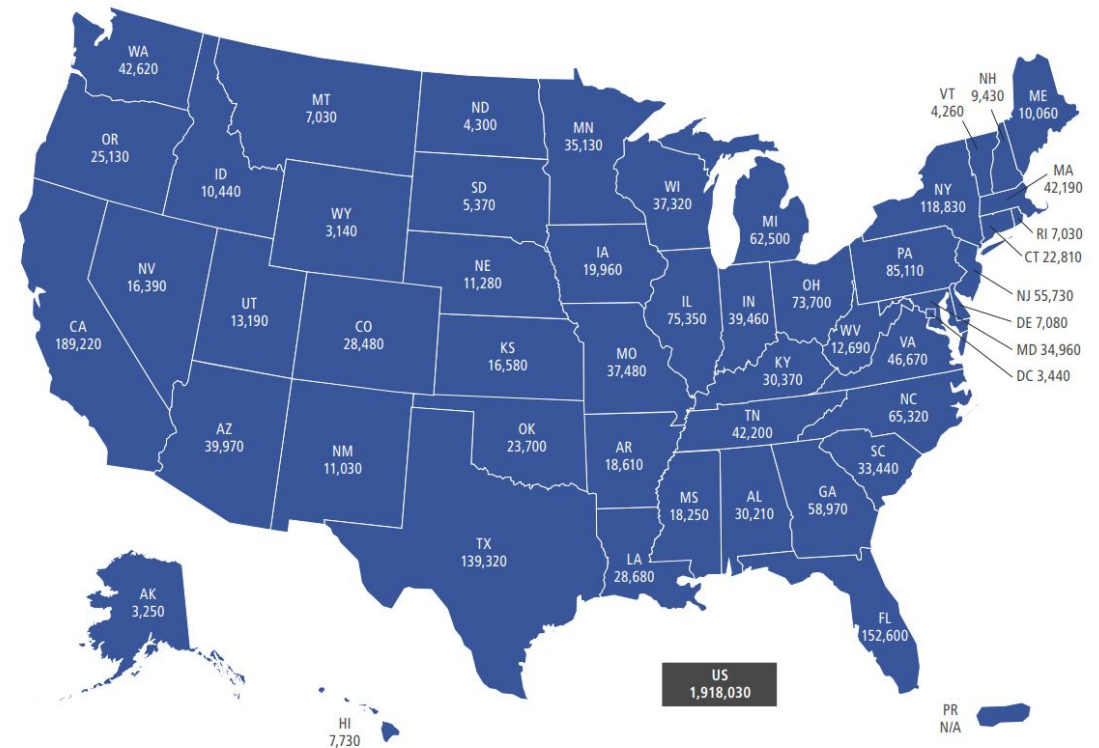 WA
42,620
MT
7,030
ND
4,300
MN
35,130
VT
4,260
NH
9,430
ME
10,060
OR
25,130
ID
10,440
SD
5,370
WI
37,320
MA
42,190
NY
118,830
WY
3,140
MI
62,500
RI 7,030
CT 22,810
IA
19,960
PA
85,110
NV
16,390
NE
11,280
NJ 55,730
UT
13,190
IL
75,350
IN
39,460
OH
73,700
DE 7,080
CA
189,220
CO
28,480
KS
16,580
MO
37,480
WV
12,690
VA
46,670
MD 34,960
KY
30,370
DC 3,440
NC
65,320
AZ
39,970
NM
11,030
OK
23,700
TN
42,200
AR
18,610
SC
33,440
MS
18,250
AL
30,210
GA
58,970
TX
139,320
LA
28,680
AK
3,250
FL
152,600
US
1,918,030
HI
7,730
PR
N/A